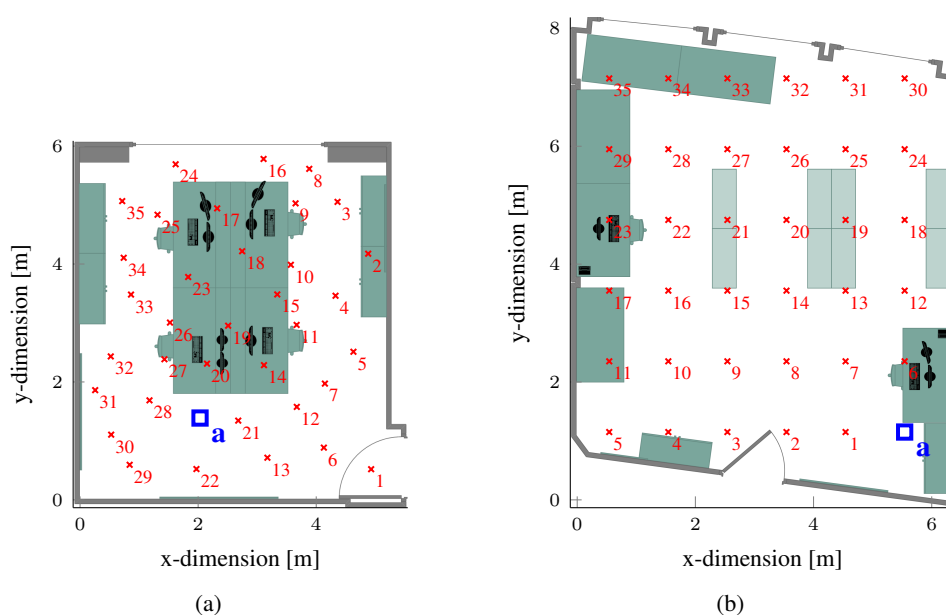 8
35 34 33 32 31 30
6
6
24 16 8
29 28 27 26 25 24
35 25 17 9 3
4
y-dimension [m]
34 23 18 10 2
y-dimension [m]
4
23 22 21 20 19 18
33 26 19 15 11 4
17 16 15 14 13 12
2
32 27 20 14 5
2
11 10 9 8 7 6
31 28 21 12 7
a
a
30 13 6
5 4 3 2 1
29 22 1
0
0
0 2 4
0 2 4 6
x-dimension [m]
x-dimension [m]
(a)
(b)